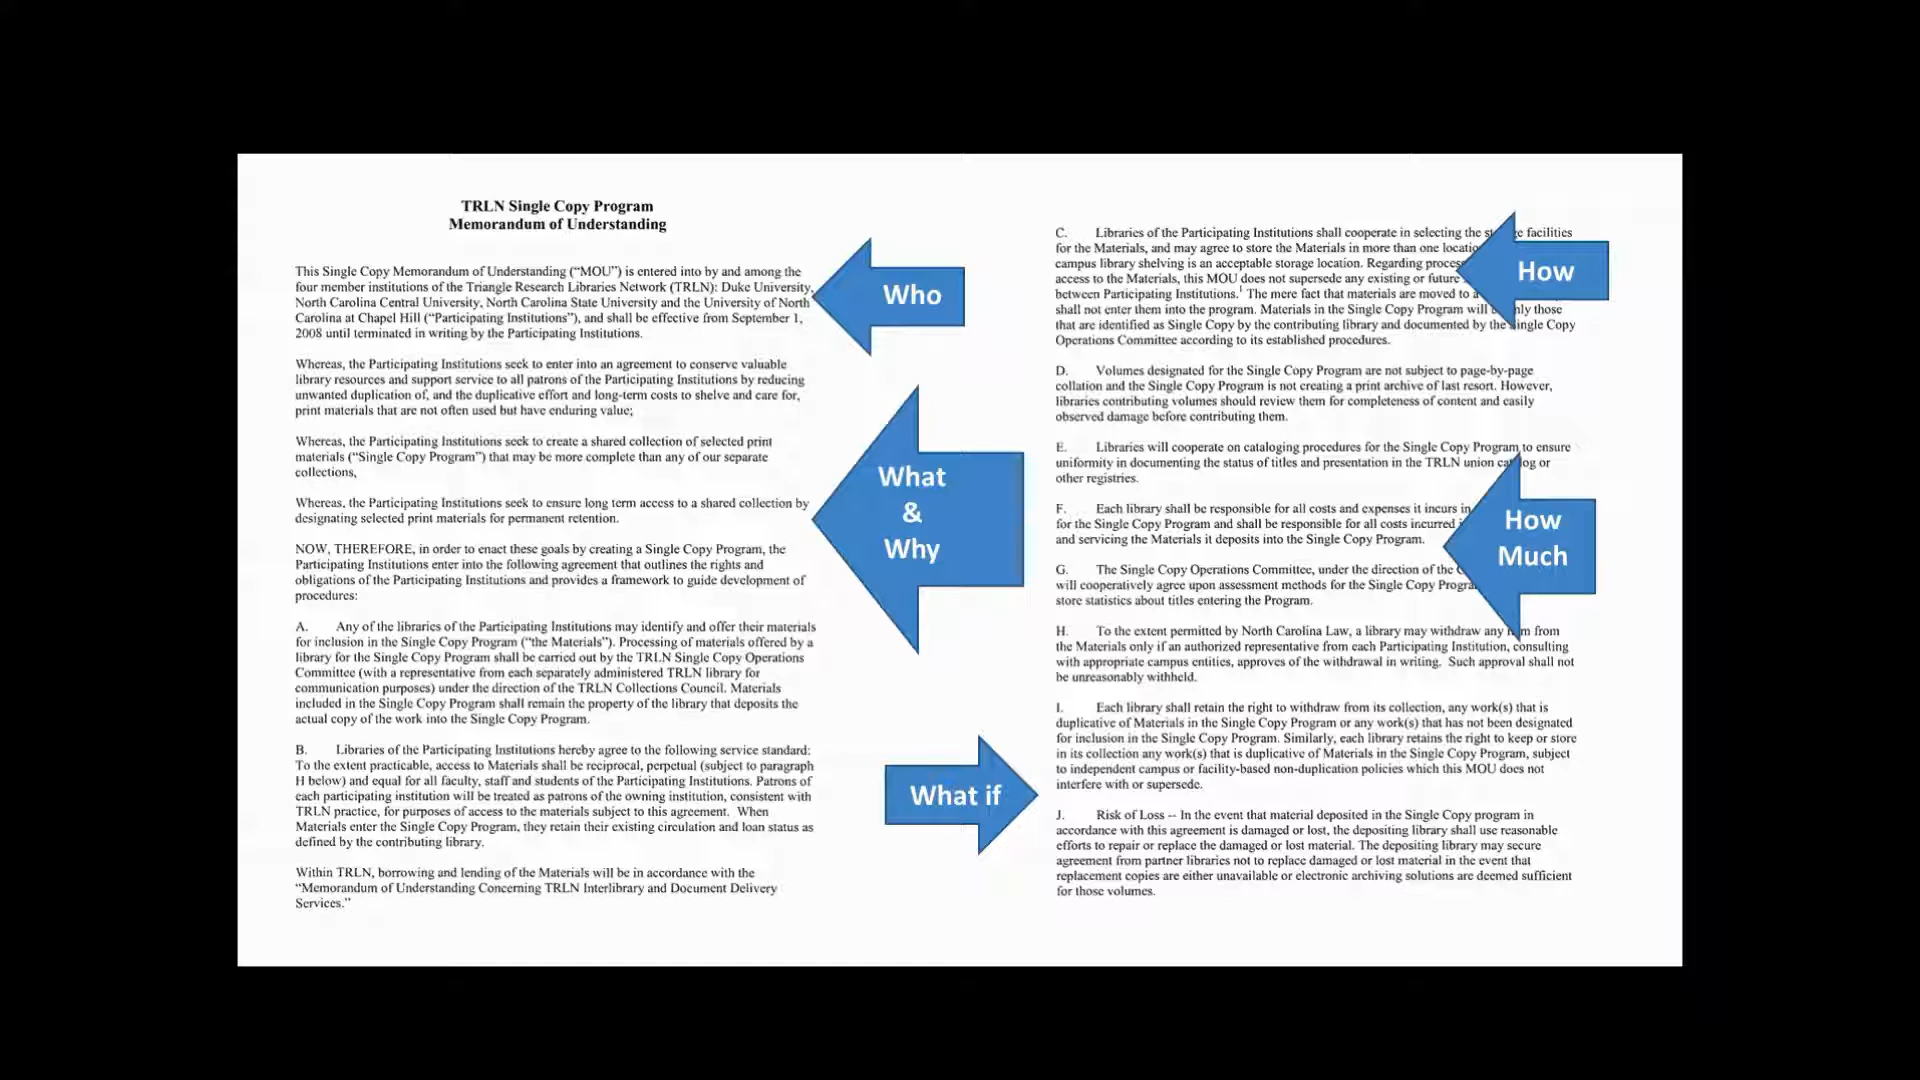 TRLN Single Copy Program
Memorandum of Understanding
This Single Copy Memorandum of Understanding (“MOU”) is entered into by and among the
four member institutions of the Triangle Research Libraries Network (TRLN): Duke University,
North Carolina Central University, North Carolina State University and the University of North
Carolina at Chapel Hill (“Participating Institutions”), and shall be effective from September 1,
2008 until terminated in writing by the Participating Institutions.
Who
Whereas, the Participating Institutions seek to enter into an agreement to conserve valuable
library resources and support service to all patrons of the Participating Institutions by reducing
unwanted duplication of, and the duplicative effort and long-term costs to shelve and care for,
print materials that are not often used but have enduring value;
Whereas, the Participating Institutions seek to create a shared collection of selected print
materials (“Single Copy Program”) that may be more complete than any of our separate
collections,
Whereas, the Participating Institutions seek to ensure long term access to a shared collection by
designating selected print materials for permanent retention.
What
&
Why
NOW, THEREFORE, in order to enact these goals by creating a Single Copy Program, the
Participating Institutions enter into the following agreement that outlines the rights and
obligations of the Participating Institutions and provides a framework to guide development of
procedures:
A. Any of the libraries of the Participating Institutions may identify and offer their materials
for inclusion in the Single Copy Program (“the Materials”). Processing of materials offered by a
library for the Single Copy Program shall be carried out by the TRLN Single Copy Operations
Committee (with a representative from each separately administered TRLN library for
communication purposes) under the direction of the TRLN Collections Council. Materials
included in the Single Copy Program shall remain the property of the library that deposits the
actual copy of the work into the Single Copy Program.
B. Libraries of the Participating Institutions hereby agree to the following service standard:
To the extent practicable, access to Materials shall be reciprocal, perpetual (subject to paragraph
H below) and equal for all faculty, staff and students of the Participating Institutions. Patrons of
each participating institution will be treated as patrons of the owning institution, consistent with
TRLN practice, for purposes of access to the materials subject to this agreement. When
Materials enter the Single Copy Program, they retain their existing circulation and loan status as
defined by the contributing library.
Within TRLN, borrowing and lending of the Materials will be in accordance with the
“Memorandum of Understanding Concerning TRLN Interlibrary and Document Delivery
Services.”
C. Libraries of the Participating Institutions shall cooperate in selecting the facilities
for the Materials, and may agree to store the Materials in more than one
campus library shelving is an acceptable storage location. Regarding
access to the Materials, this MOU does not supersede any existing or future
between Participating Institutions.1 The mere fact that materials are moved to
shall not enter them into the program. Materials in the Single Copy Program will those
that are identified as Single Copy by the contributing library and documented by the Single Copy
Operations Committee according to its established procedures.
How
D. Volumes designated for the Single Copy Program are not subject to page-by-page
collation and the Single Copy Program is not creating a print archive of last resort. However,
libraries contributing volumes should review them for completeness of content and easily
observed damage before contributing them.
E. Libraries will cooperate on cataloging procedures for the Single Copy Program to ensure
uniformity in documenting the status of titles and presentation in the TRLN union catalog or
other registries.
F. Each library shall be responsible for all costs and expenses it incurs in
for the Single Copy Program and shall be responsible for all costs incurred
and servicing the Materials it deposits into the Single Copy Program.
How
Much
G. The Single Copy Operations Committee, under the direction of the
will cooperatively agree upon assessment methods for the Single Copy
store statistics about titles entering the Program.
H. To the extent permitted by North Carolina Law, a library may withdraw any from
the Materials only if an authorized representative from each Participating Institution, consulting
with appropriate campus entities, approves of the withdrawal in writing. Such approval shall not
be unreasonably withheld.
I. Each library shall retain the right to withdraw from its collection, any work(s) that is
duplicative of Materials in the Single Copy Program or any work(s) that has not been designated
for inclusion in the Single Copy Program. Similarly, each library retains the right to keep or store
in its collection any work(s) that is duplicative of Materials in the Single Copy Program, subject
to independent campus or facility-based non-duplication policies which this MOU does not
interfere with or supersede.
What if
J. Risk of Loss -- In the event that material deposited in the Single Copy program in
accordance with this agreement is damaged or lost, the depositing library shall use reasonable
efforts to repair or replace the damaged or lost material. The depositing library may secure
agreement from partner libraries not to replace damaged or lost material in the event that
replacement copies are either unavailable or electronic archiving solutions are deemed sufficient
for those volumes.